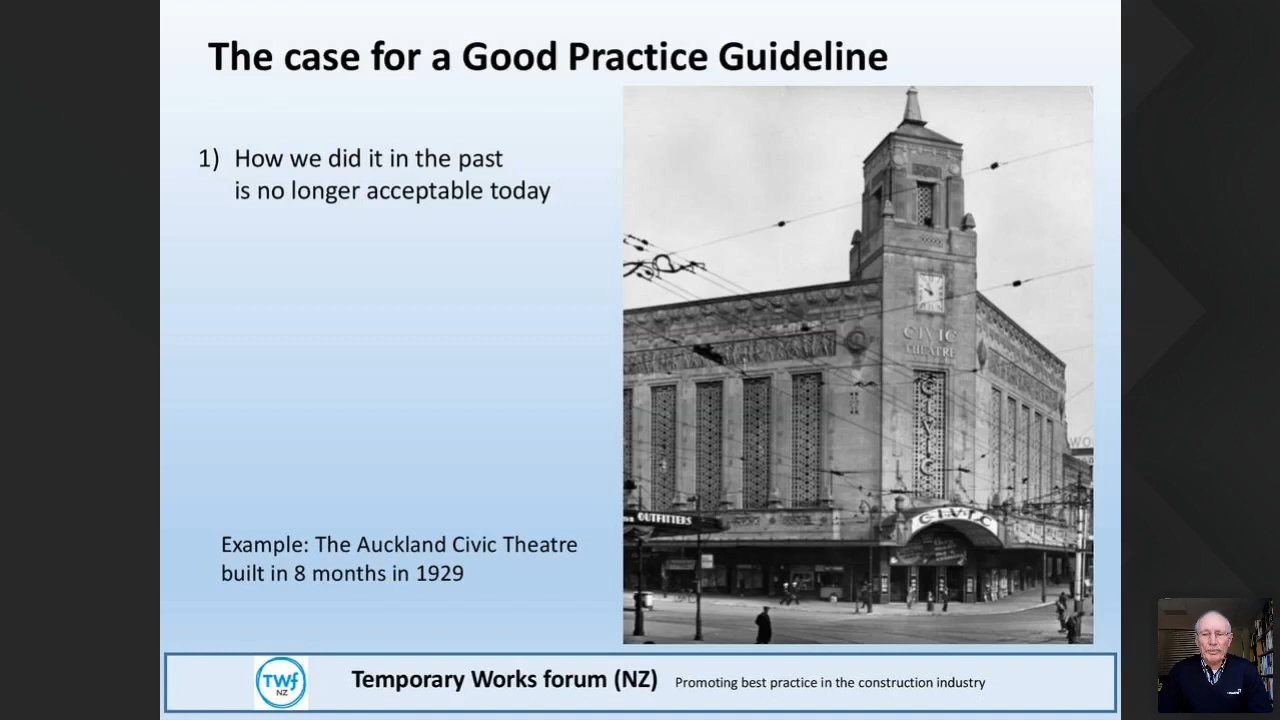 The case for a Good Practice Guideline
1) How we did it in the past
is no longer acceptable today
CIVIC
THEATRE
CIVIC
WO
CIVIC
OUTFITTERS
Example: The Auckland Civic Theatre
built in 8 months in 1929
TWf
NZ
Temporary Works forum (NZ) Promoting best practice in the construction industry